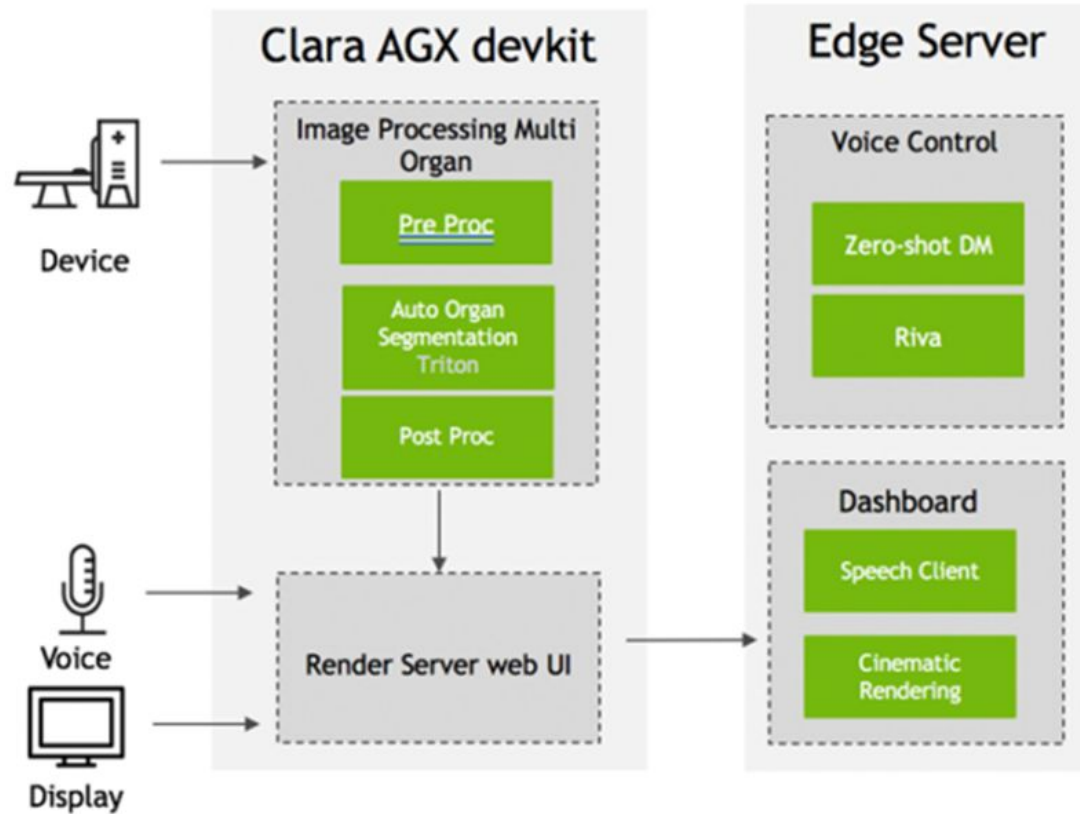 Clara AGX devkit
Image Processing Multi
Organ
Pre Proc
Auto Organ
Segmentation
Triton
Post Proc
Render Server web UI
Device
Voice
Display
Edge Server
Voice Control
Zero-shot DM
Riva
Dashboard
Speech Client
Cinematic
Rendering